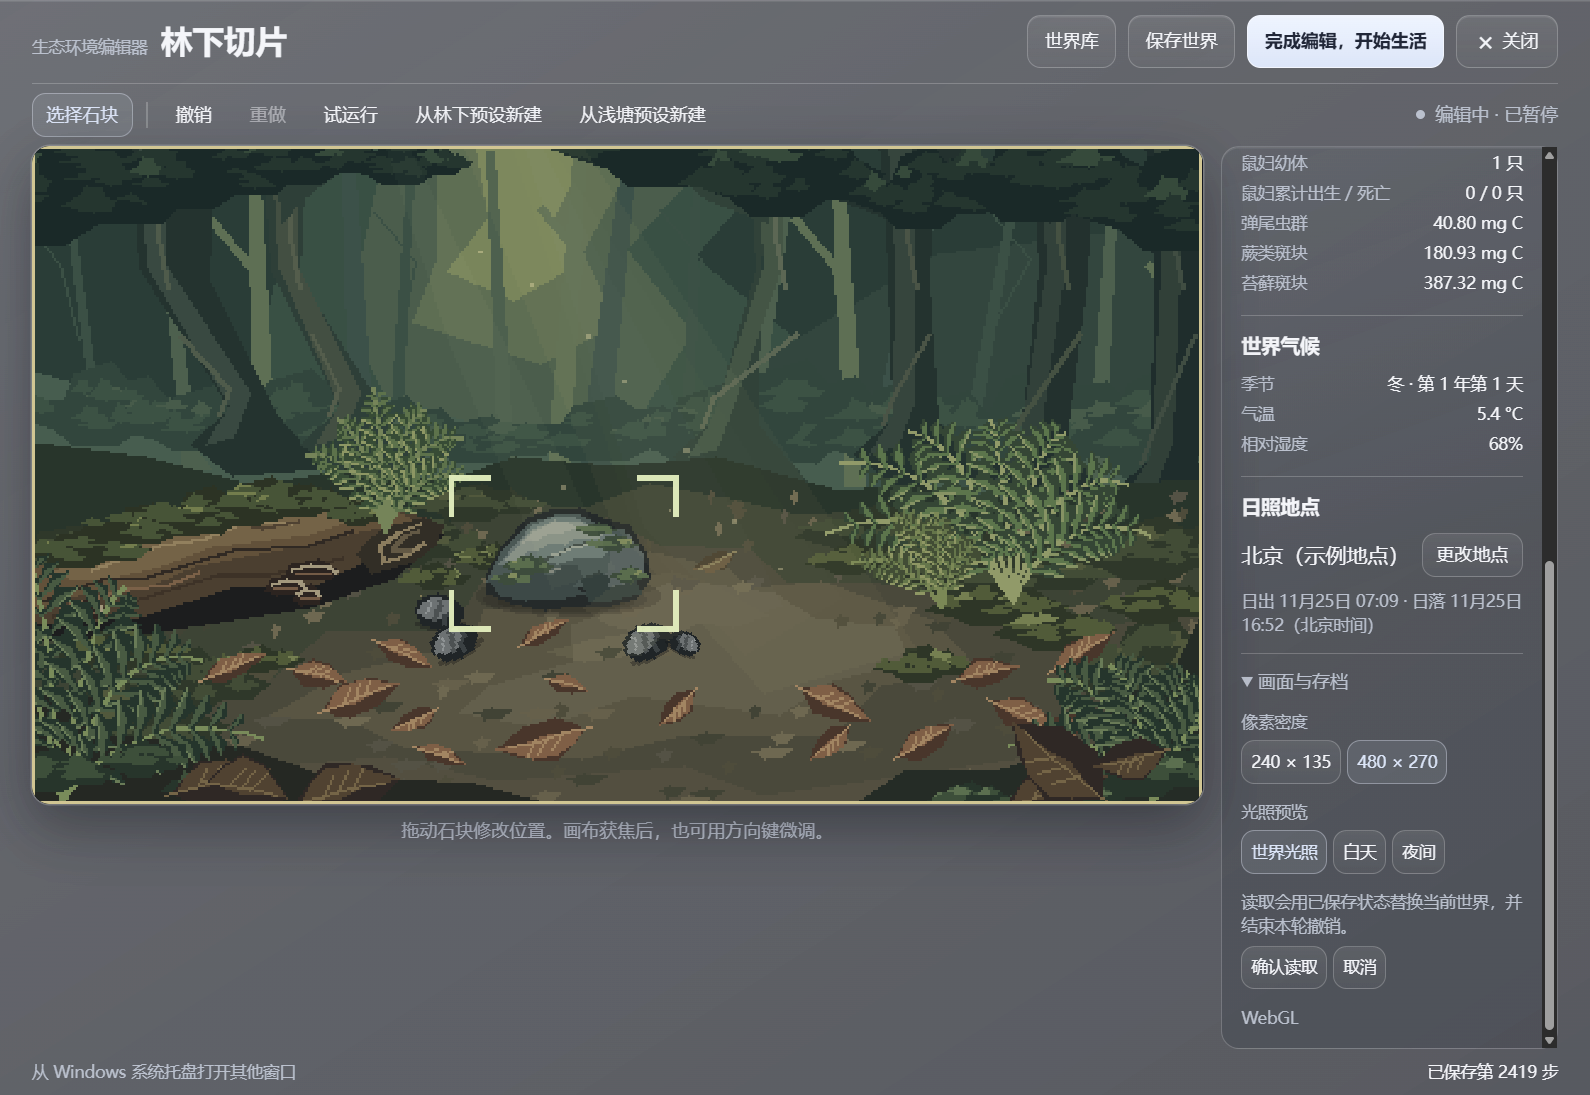 生态环境编辑器 林下切片
世界库 保存世界 完成编辑，开始生活 × 关闭
选择石块 撤销 重做 试运行 从林下预设新建 从浅塘预设新建 编辑中 · 已暂停
鼠妇幼体 1 只
鼠妇累计出生 / 死亡 0 / 0 只
弹尾虫群 40.80 mg C
蕨类斑块 180.93 mg C
苔藓斑块 387.32 mg C
世界气候
季节 冬 · 第 1 年第 1 天
气温 5.4 °C
相对湿度 68%
日照地点
北京（示例地点） 更改地点
日出 11月25日 07:09 · 日落 11月25日
16:52（北京时间）
▼ 画面与存档
像素密度
240 × 135 480 × 270
光照预览
世界光照 白天 夜间
读取会用已保存状态替换当前世界，并
结束本轮撤销。
确认读取 取消
WebGL
拖动石块修改位置。画布获焦后，也可用方向键微调。
从 Windows 系统托盘打开其他窗口 已保存第 2419 步